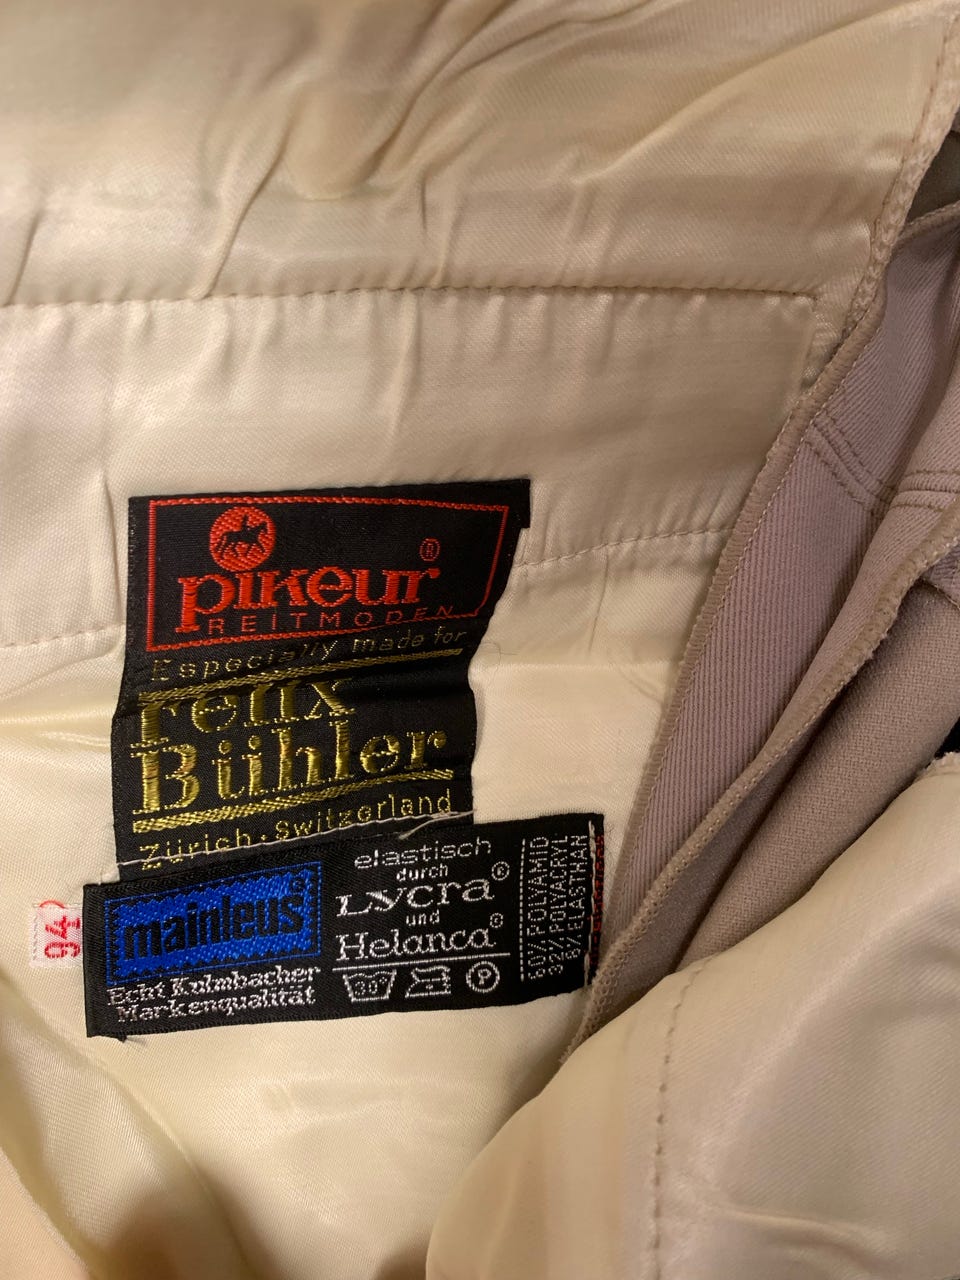 pikeur®
REITMODEN
Especially made for
Felix
Bühler
Zürich · Switzerland
94
mainleus®
Echt Kulmbacher
Markenqualität
elastisch
durch
Lycra®
und
Helanca®
30°
P
60% POLYAMID
32% POLYACRYL
8% ELASTHAN